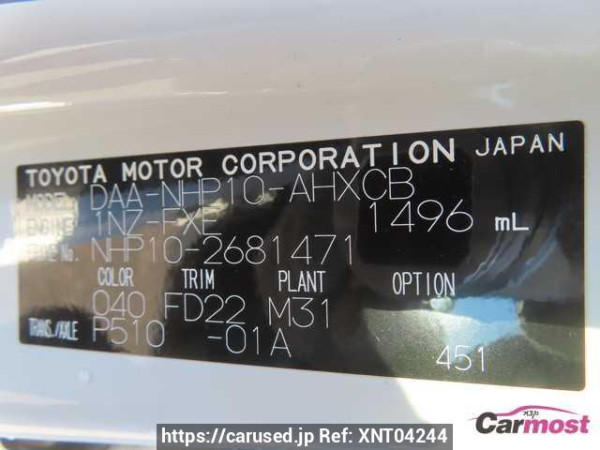 TOYOTA MOTOR CORPORATION JAPAN
MODEL DAA-NHP10-AHXCB
ENGINE 1NZ-FXE 1496 mL
FRAME No. NHP10-2681471
COLOR TRIM PLANT OPTION
040 FD22 M31
TRANS./AXLE P510 -01A
451
Carmost
https://carused.jp Ref: XNT04244